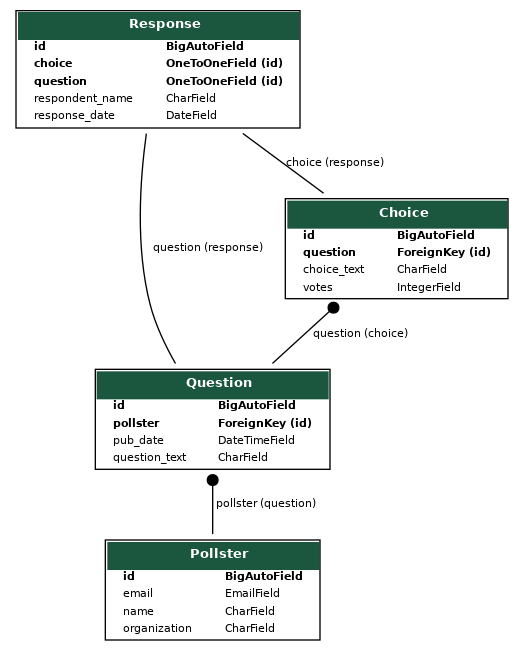 Response
id BigAutoField
choice OneToOneField (id)
question OneToOneField (id)
respondent_name CharField
response_date DateField
choice (response)
Choice
id BigAutoField
question ForeignKey (id)
choice_text CharField
votes IntegerField
question (response)
question (choice)
Question
id BigAutoField
pollster ForeignKey (id)
pub_date DateTimeField
question_text CharField
pollster (question)
Pollster
id BigAutoField
email EmailField
name CharField
organization CharField